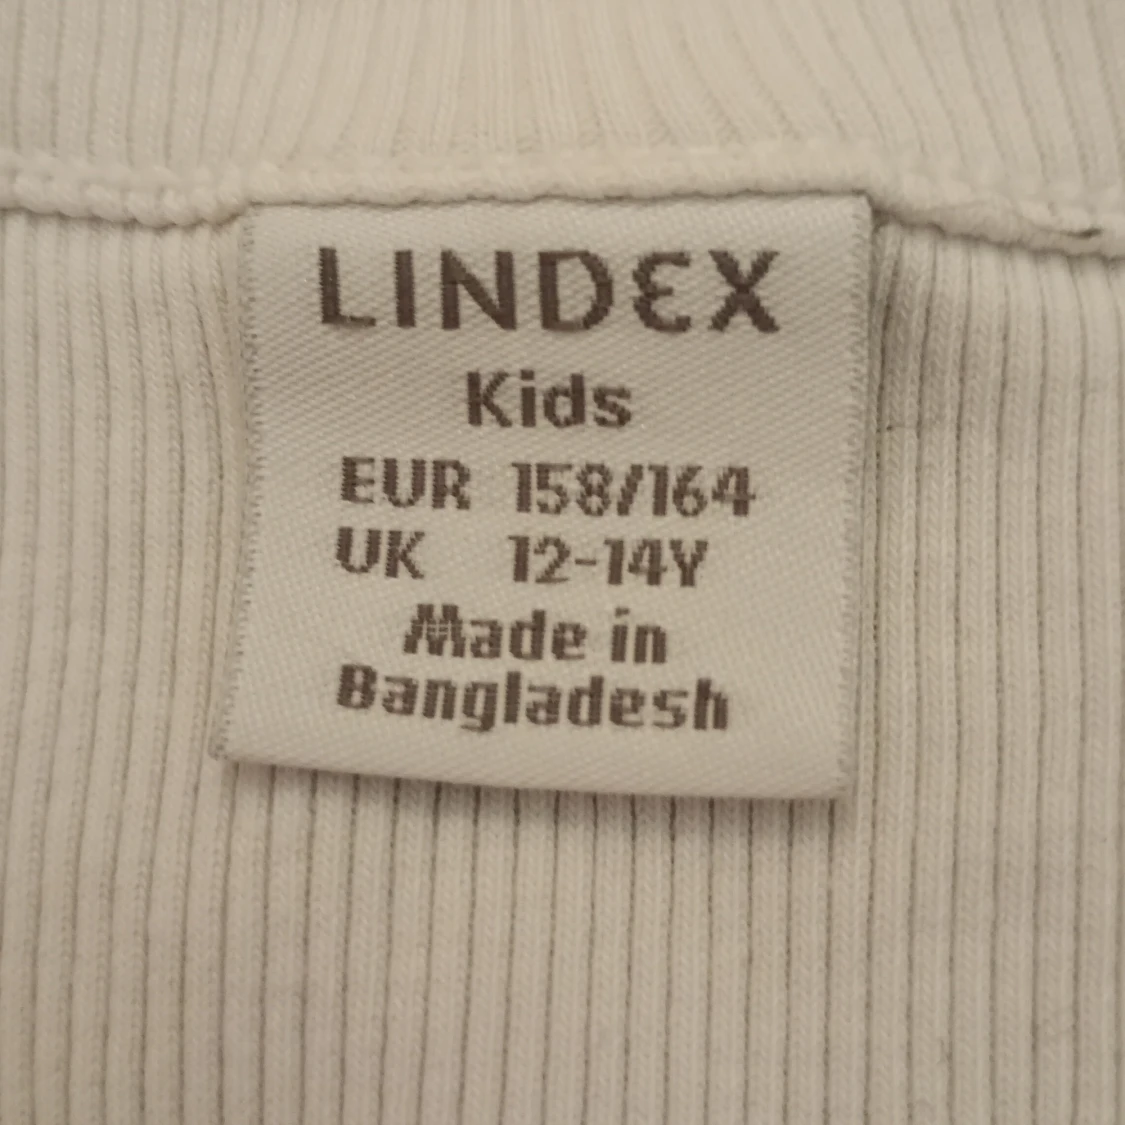 LINDEX
Kids
EUR 158/164
UK 12-14Y
Made in
Bangladesh